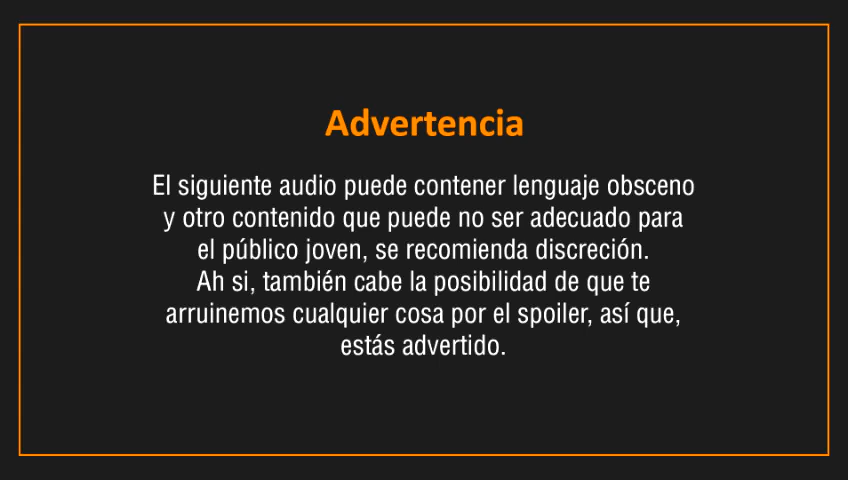 Advertencia
El siguiente audio puede contener lenguaje obsceno
y otro contenido que puede no ser adecuado para
el público joven, se recomienda discreción.
Ah si, también cabe la posibilidad de que te
arruinemos cualquier cosa por el spoiler, así que,
estás advertido.